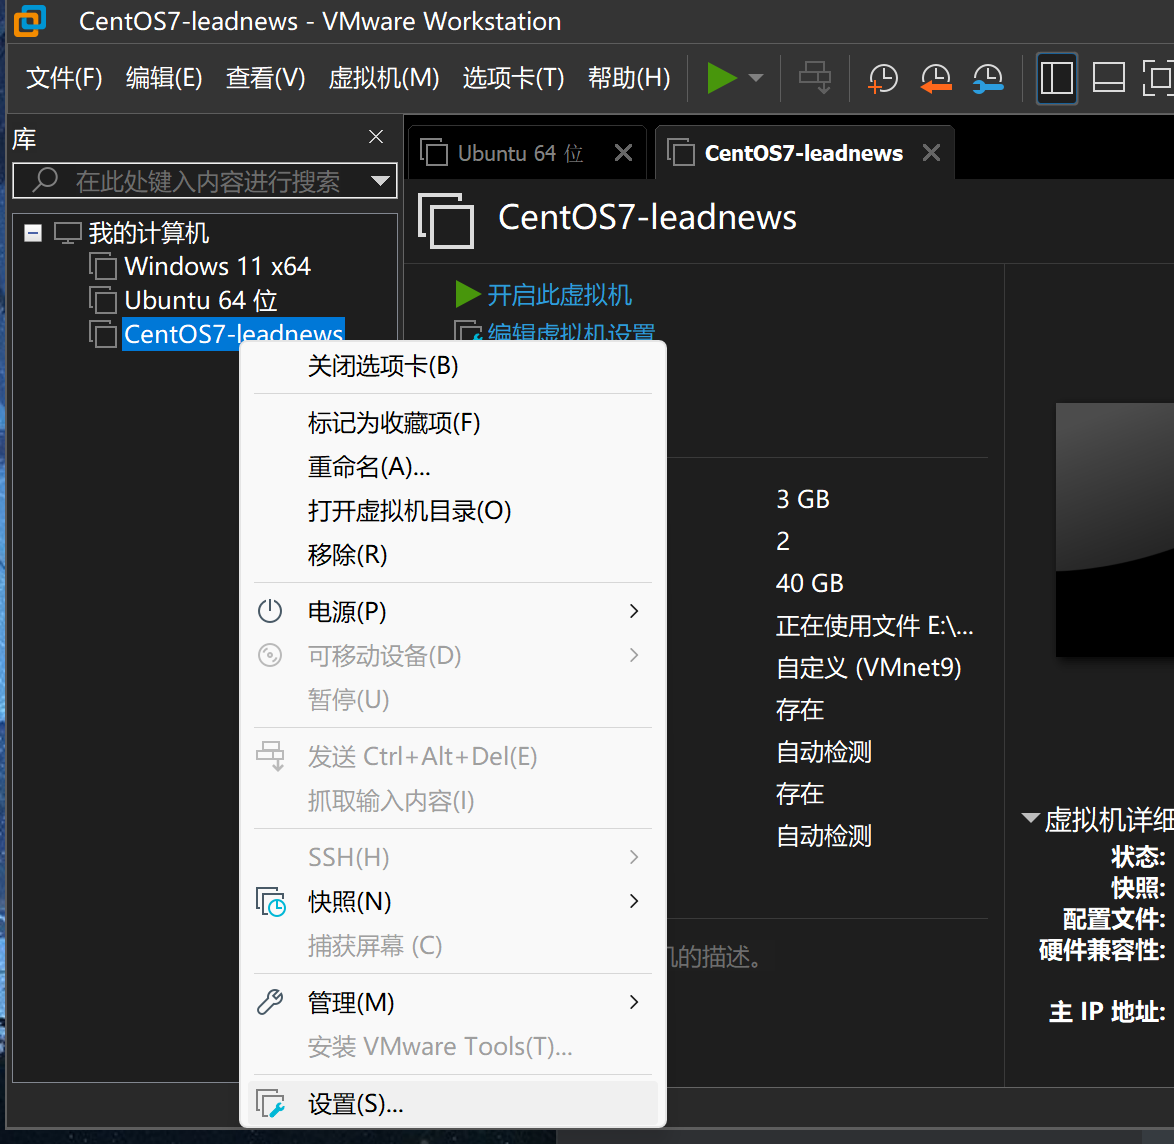 CentOS7-leadnews - VMware Workstation
文件(F) 编辑(E) 查看(V) 虚拟机(M) 选项卡(T) 帮助(H)
库
在此处键入内容进行搜索
我的计算机
Windows 11 x64
Ubuntu 64 位
CentOS7-leadnews
Ubuntu 64 位
CentOS7-leadnews
CentOS7-leadnews
开启此虚拟机
编辑虚拟机设置
关闭选项卡(B)
标记为收藏项(F)
重命名(A)...
打开虚拟机目录(O)
移除(R)
电源(P)
可移动设备(D)
暂停(U)
发送 Ctrl+Alt+Del(E)
抓取输入内容(I)
SSH(H)
快照(N)
捕获屏幕 (C)
管理(M)
安装 VMware Tools(T)...
设置(S)...
3 GB
2
40 GB
正在使用文件 E:\...
自定义 (VMnet9)
存在
自动检测
存在
自动检测
机的描述。
虚拟机详细
状态:
快照:
配置文件:
硬件兼容性:
主 IP 地址: